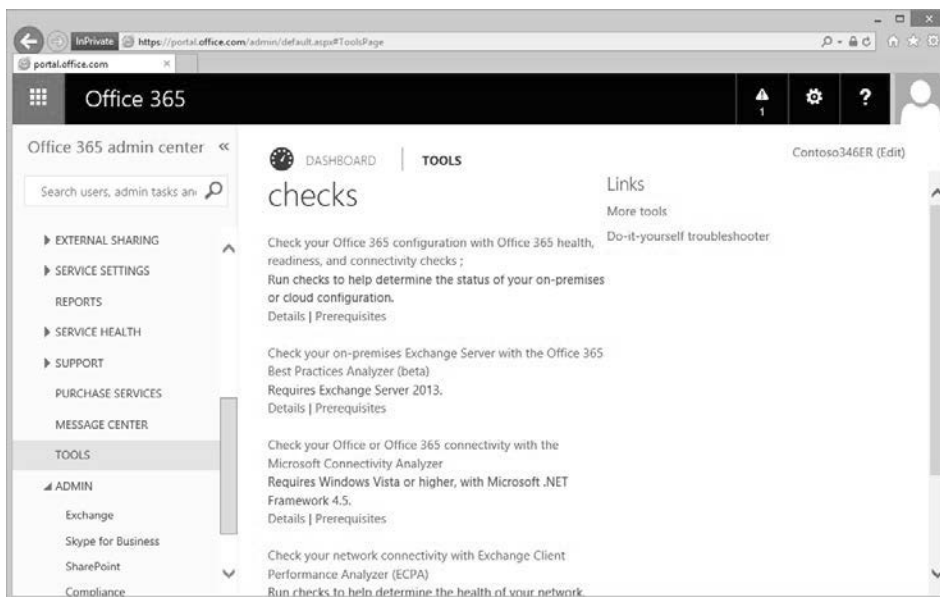 InPrivate https://portal.office.com/admin/default.aspx#ToolsPage
portal.office.com
Office 365
1
?
Office 365 admin center «
Search users, admin tasks an
EXTERNAL SHARING
SERVICE SETTINGS
REPORTS
SERVICE HEALTH
SUPPORT
PURCHASE SERVICES
MESSAGE CENTER
TOOLS
ADMIN
Exchange
Skype for Business
SharePoint
Compliance
DASHBOARD | TOOLS
Contoso346ER (Edit)
checks
Check your Office 365 configuration with Office 365 health,
readiness, and connectivity checks ;
Run checks to help determine the status of your on-premises
or cloud configuration.
Details | Prerequisites
Check your on-premises Exchange Server with the Office 365
Best Practices Analyzer (beta)
Requires Exchange Server 2013.
Details | Prerequisites
Check your Office or Office 365 connectivity with the
Microsoft Connectivity Analyzer
Requires Windows Vista or higher, with Microsoft .NET
Framework 4.5.
Details | Prerequisites
Check your network connectivity with Exchange Client
Performance Analyzer (ECPA)
Run checks to help determine the health of your network.
Links
More tools
Do-it-yourself troubleshooter